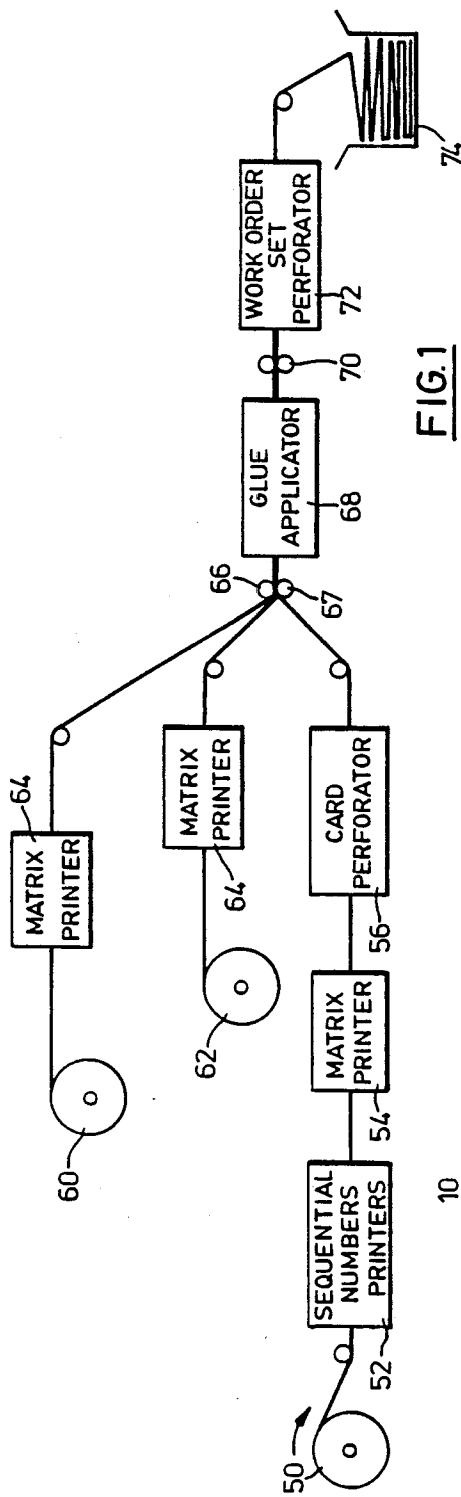 60
MATRIX
PRINTER
64
62
MATRIX
PRINTER
64
50
SEQUENTIAL
NUMBERS
PRINTERS
52
MATRIX
PRINTER
54
CARD
PERFORATOR
56
66
67
GLUE
APPLICATOR
68
70
WORK ORDER
SET
PERFORATOR
72
74
10
FIG.1